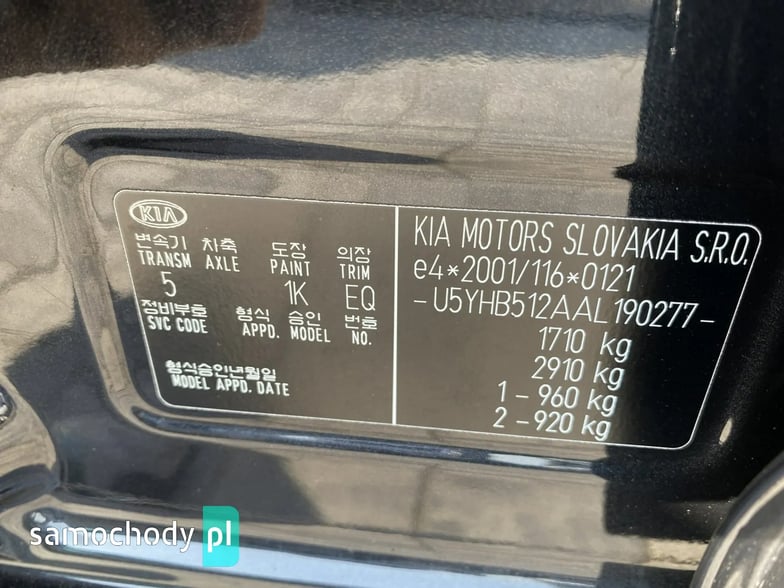 KIA
변속기 차축 도장 의장
TRANSM AXLE PAINT TRIM
5 1K EQ
정비부호 형식 승인 번호
SVC CODE APPD. MODEL NO.
형식승인년월일
MODEL APPD. DATE
KIA MOTORS SLOVAKIA S.R.O.
e4*2001/116*0121
-U5YHB512AAL190277-
1710 kg
2910 kg
1 - 960 kg
2 - 920 kg
samochody pl